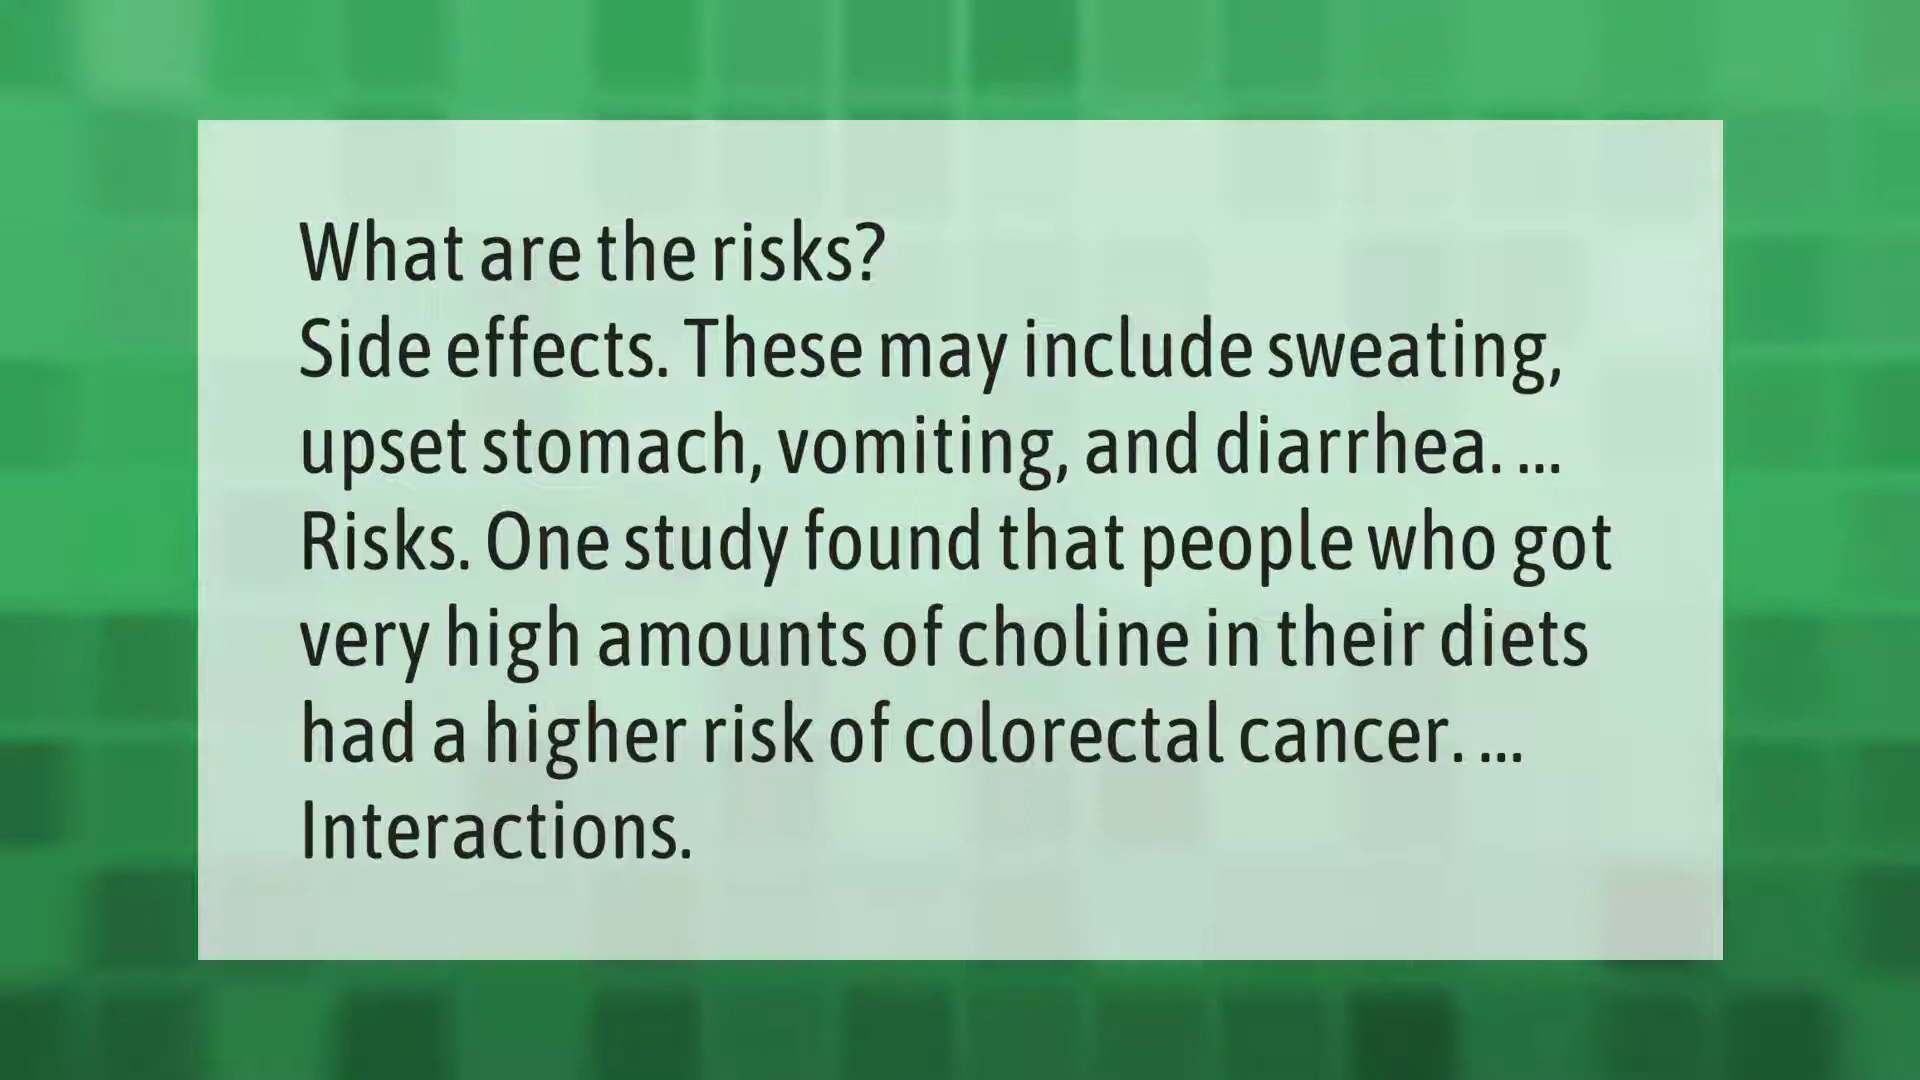 What are the risks?
Side effects. These may include sweating,
upset stomach, vomiting, and diarrhea. ...
Risks. One study found that people who got
very high amounts of choline in their diets
had a higher risk of colorectal cancer. ...
Interactions.